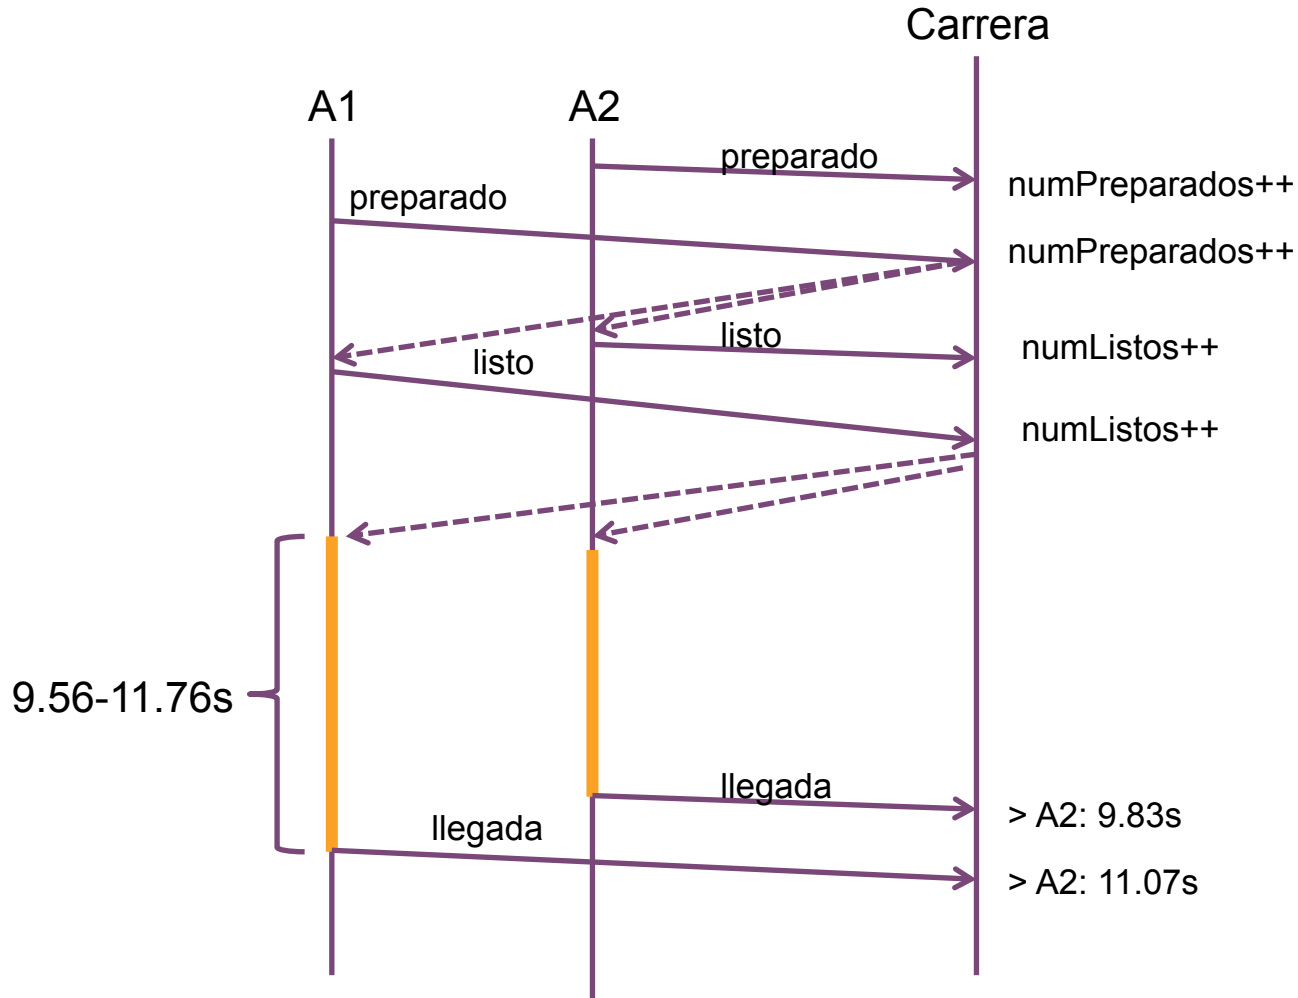 Carrera
A1
A2
preparado
numPreparados++
preparado
numPreparados++
listo
numListos++
listo
numListos++
9.56-11.76s
llegada
> A2: 9.83s
llegada
> A2: 11.07s